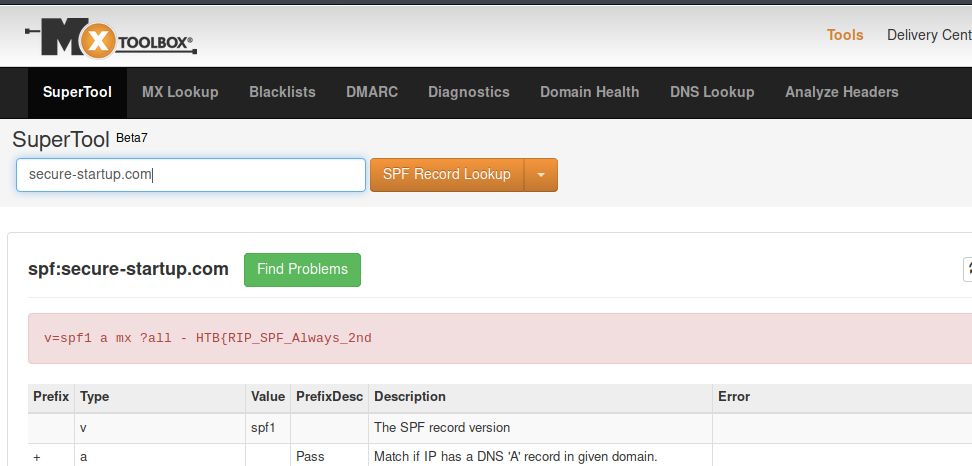 MX TOOLBOX®
Tools Delivery Cent
SuperTool MX Lookup Blacklists DMARC Diagnostics Domain Health DNS Lookup Analyze Headers
SuperTool Beta7
secure-startup.com SPF Record Lookup
spf:secure-startup.com Find Problems
v=spf1 a mx ?all - HTB{RIP_SPF_Always_2nd
Prefix Type Value PrefixDesc Description Error
v spf1 The SPF record version
+ a Pass Match if IP has a DNS 'A' record in given domain.